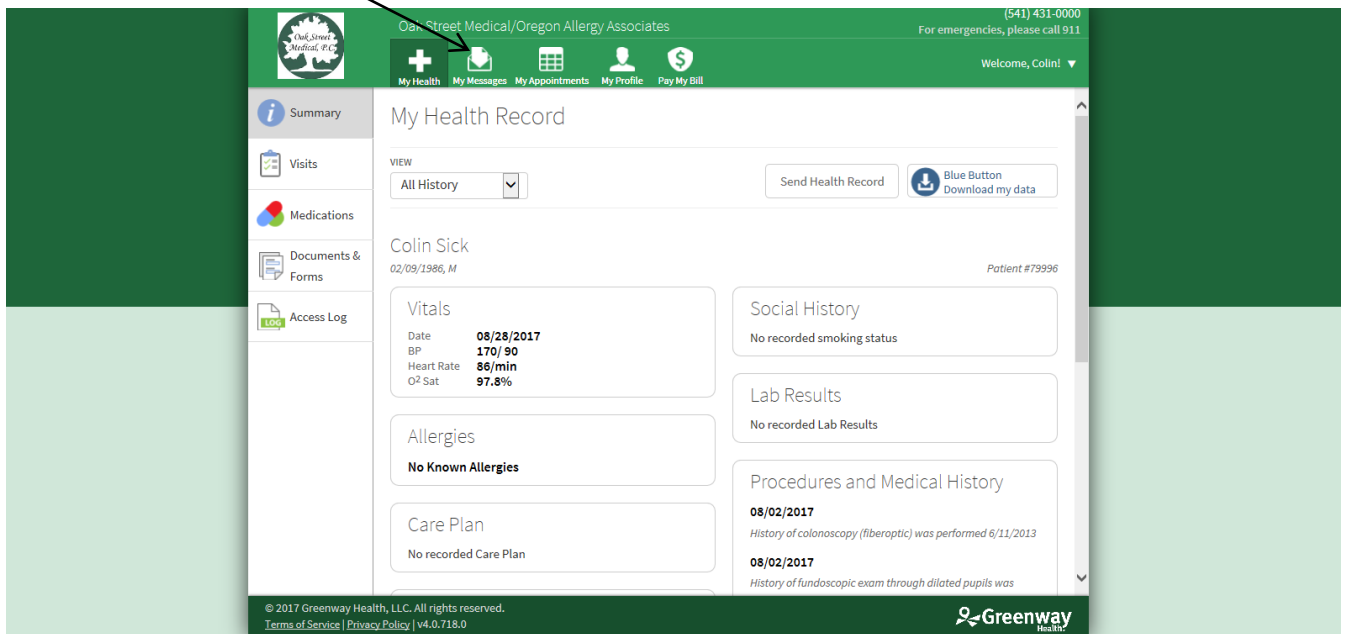 Oak Street
Medical, P.C.
Oak Street Medical/Oregon Allergy Associates
(541) 431-0000
For emergencies, please call 911
My Health
My Messages
My Appointments
My Profile
Pay My Bill
Welcome, Colin! ▼
Summary
Visits
Medications
Documents &
Forms
LOG
Access Log
My Health Record
VIEW
All History
Send Health Record
Blue Button
Download my data
Colin Sick
02/09/1986, M
Patient #79996
Vitals
Date 08/28/2017
BP 170/ 90
Heart Rate 86/min
O² Sat 97.8%
Allergies
No Known Allergies
Care Plan
No recorded Care Plan
Social History
No recorded smoking status
Lab Results
No recorded Lab Results
Procedures and Medical History
08/02/2017
History of colonoscopy (fiberoptic) was performed 6/11/2013
08/02/2017
History of fundoscopic exam through dilated pupils was
© 2017 Greenway Health, LLC. All rights reserved.
Terms of Service | Privacy Policy | v4.0.718.0
Greenway
Health